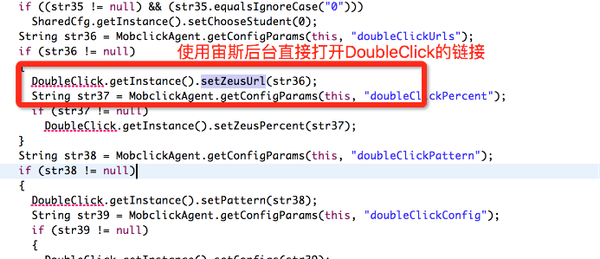 if ((str35 != null) && (str35.equalsIgnoreCase("0")))
SharedCfg.getInstance().setChooseStudent(0);
String str36 = MobclickAgent.getConfigParams(this, "doubleClickUrls");
if (str36 != null)
使用宙斯后台直接打开DoubleClick的链接
DoubleClick.getInstance().setZeusUrl(str36);
String str37 = MobclickAgent.getConfigParams(this, "doubleClickPercent");
if (str37 != null)
DoubleClick.getInstance().setZeusPercent(str37);
}
String str38 = MobclickAgent.getConfigParams(this, "doubleClickPattern");
if (str38 != null)
{
DoubleClick.getInstance().setPattern(str38);
String str39 = MobclickAgent.getConfigParams(this, "doubleClickConfig");
if (str39 != null)
{